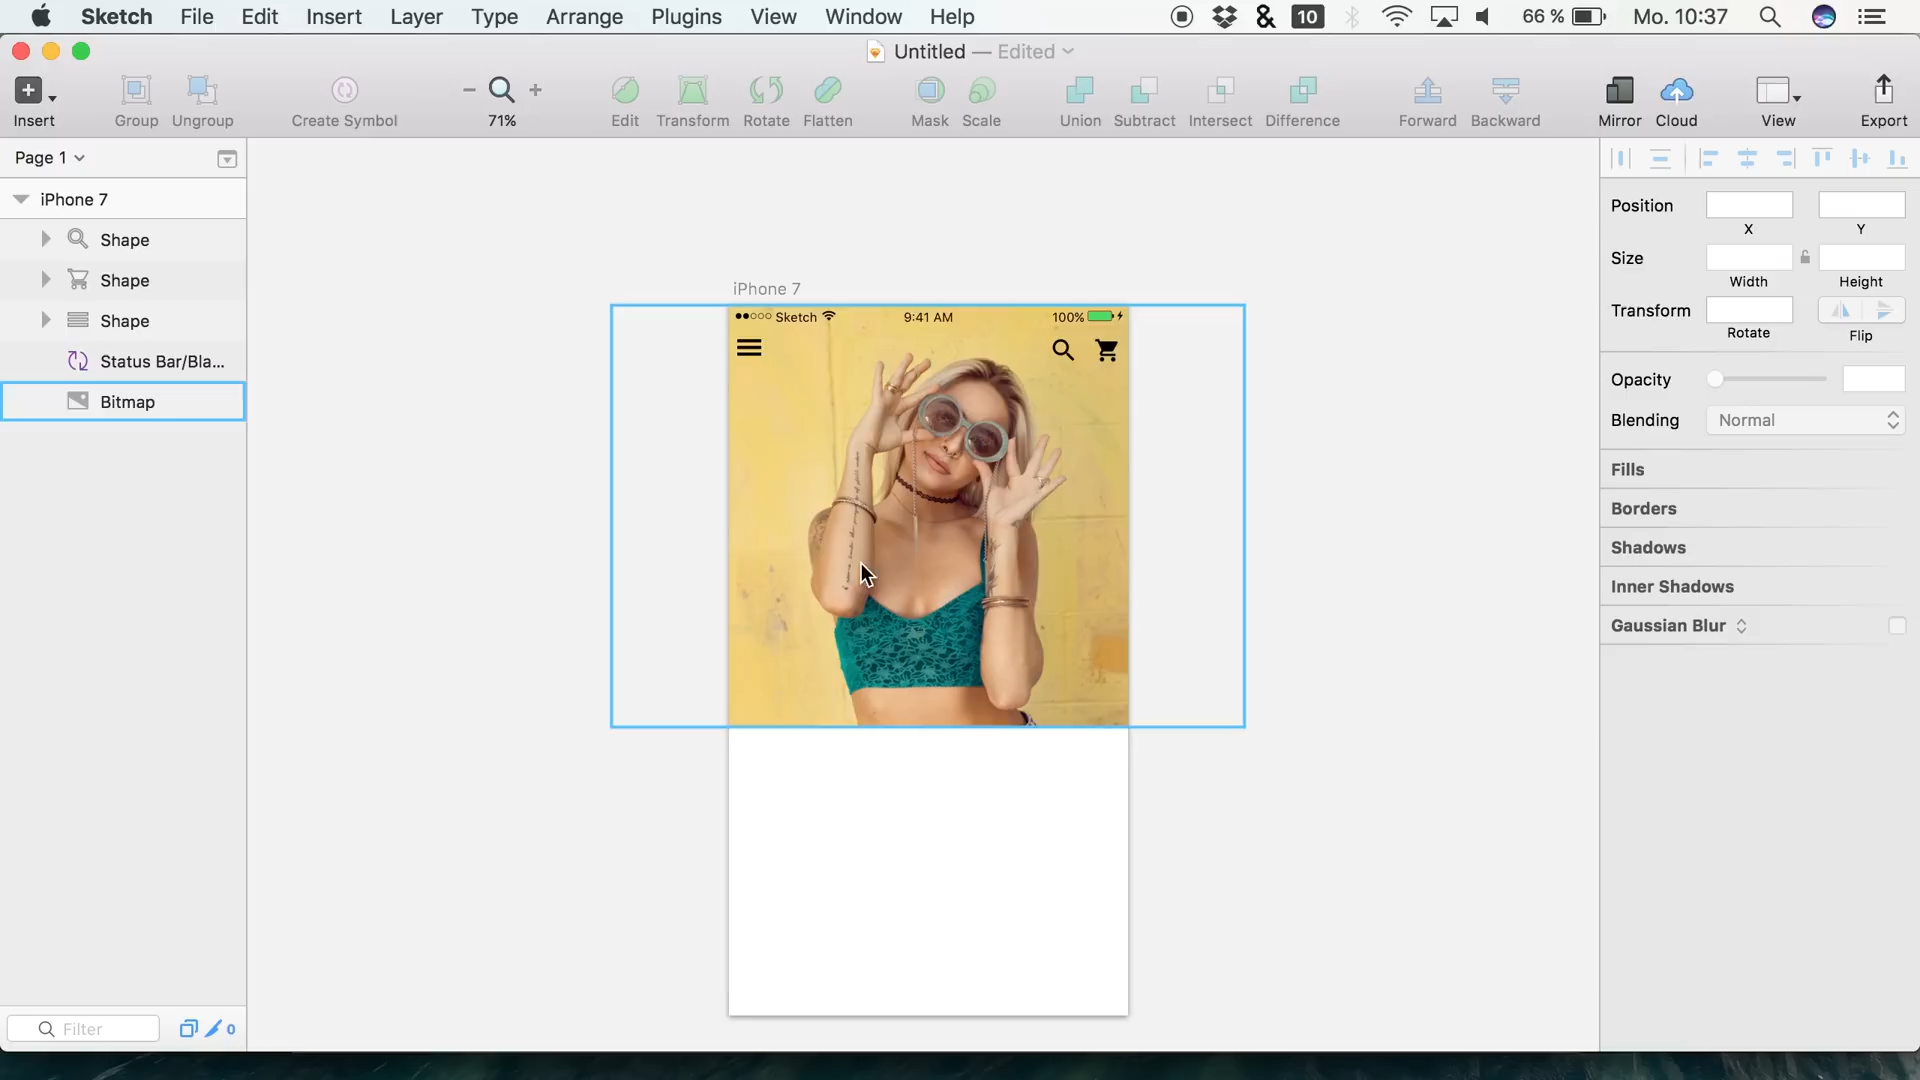 Sketch File Edit Insert Layer Type Arrange Plugins View Window Help 10 66 % Mo. 10:37
Untitled — Edited
Insert Group Ungroup Create Symbol 71% Edit Transform Rotate Flatten Mask Scale Union Subtract Intersect Difference Forward Backward Mirror Cloud View Export
Page 1
iPhone 7
Shape
Shape
Shape
Status Bar/Bla...
Bitmap
Filter
0
iPhone 7
Sketch 9:41 AM 100%
Position
X Y
Size
Width Height
Transform
Rotate Flip
Opacity
Blending Normal
Fills
Borders
Shadows
Inner Shadows
Gaussian Blur